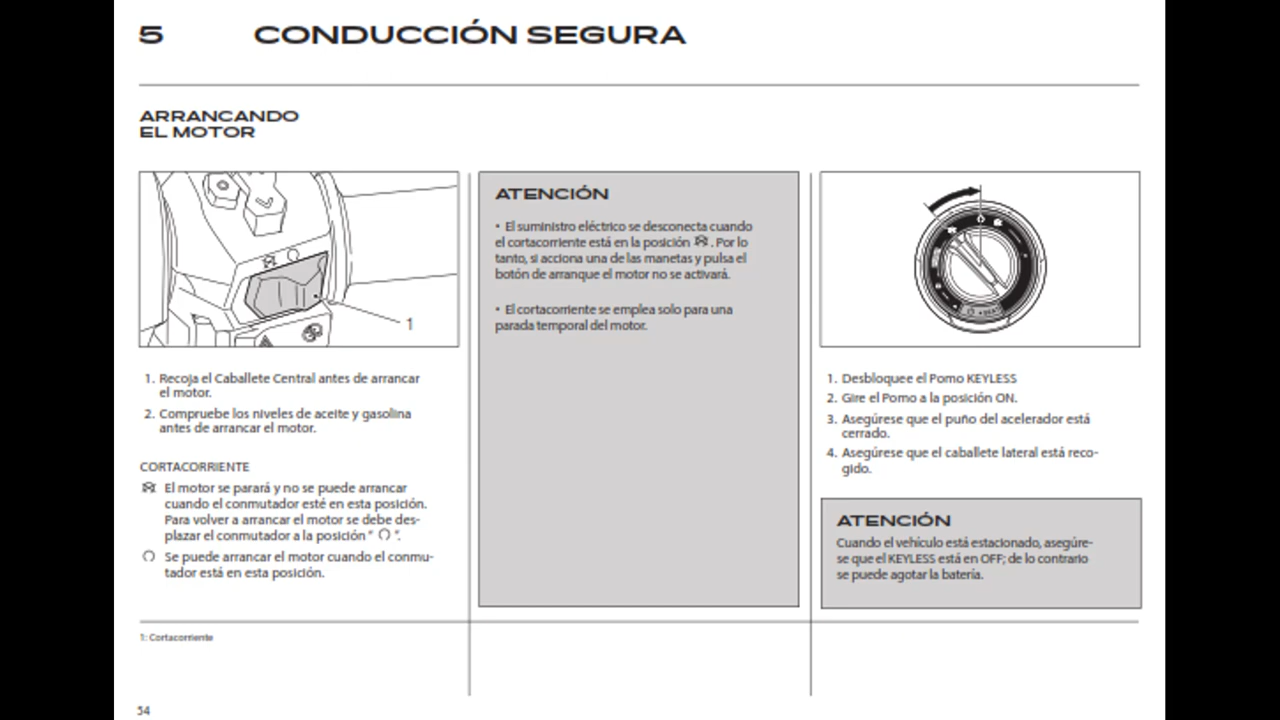 5 CONDUCCIÓN SEGURA
ARRANCANDO
EL MOTOR
1
1. Recoja el Caballete Central antes de arrancar
el motor.
2. Compruebe los niveles de aceite y gasolina
antes de arrancar el motor.
CORTACORRIENTE
El motor se parará y no se puede arrancar
cuando el conmutador esté en esta posición.
Para volver a arrancar el motor se debe des-
plazar el conmutador a la posición " ".
Se puede arrancar el motor cuando el conmu-
tador está en esta posición.
ATENCIÓN
• El suministro eléctrico se desconecta cuando
el cortacorriente está en la posición . Por lo
tanto, si acciona una de las manetas y pulsa el
botón de arranque el motor no se activará.
• El cortacorriente se emplea solo para una
parada temporal del motor.
1. Desbloquee el Pomo KEYLESS
2. Gire el Pomo a la posición ON.
3. Asegúrese que el puño del acelerador está
cerrado.
4. Asegúrese que el caballete lateral está reco-
gido.
ATENCIÓN
Cuando el vehículo está estacionado, asegúre-
se que el KEYLESS está en OFF; de lo contrario
se puede agotar la batería.
1: Cortacorriente
54